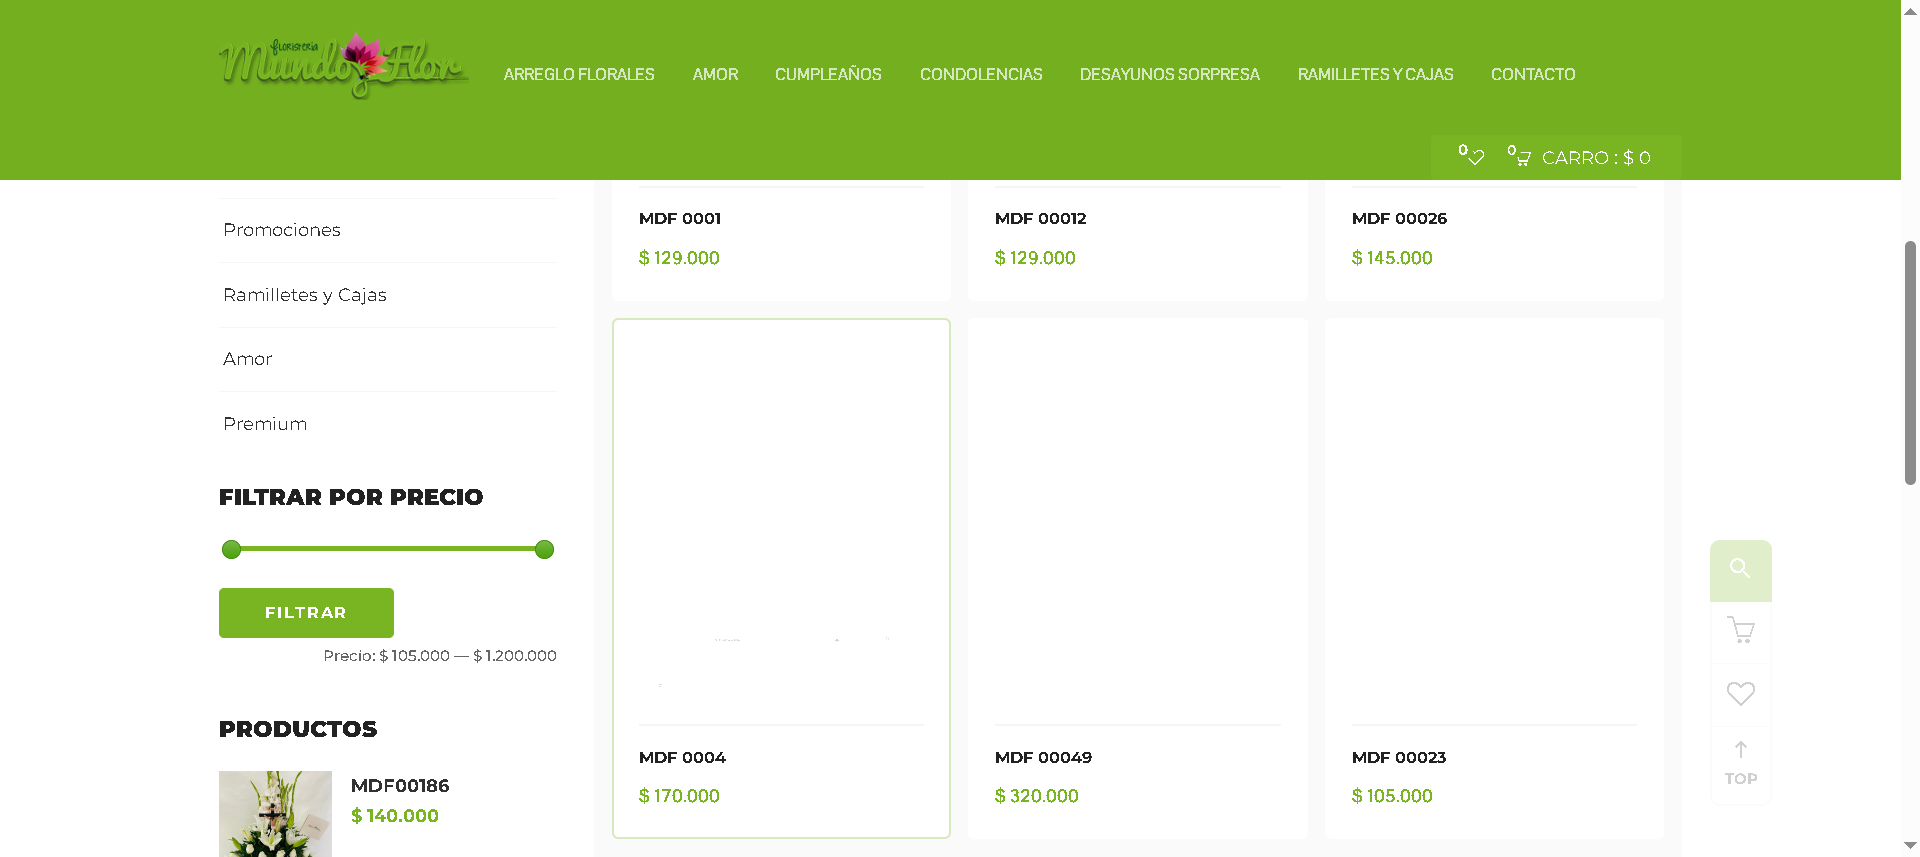 Floristeria
Mundo Flor
ARREGLO FLORALES
AMOR
CUMPLEAÑOS
CONDOLENCIAS
DESAYUNOS SORPRESA
RAMILLETES Y CAJAS
CONTACTO
0
0
CARRO : $ 0
Promociones
Ramilletes y Cajas
Amor
Premium
FILTRAR POR PRECIO
FILTRAR
Precio: $ 105.000 — $ 1.200.000
PRODUCTOS
MDF00186
$ 140.000
MDF 0001
$ 129.000
MDF 00012
$ 129.000
MDF 00026
$ 145.000
MDF 0004
$ 170.000
MDF 00049
$ 320.000
MDF 00023
$ 105.000
TOP